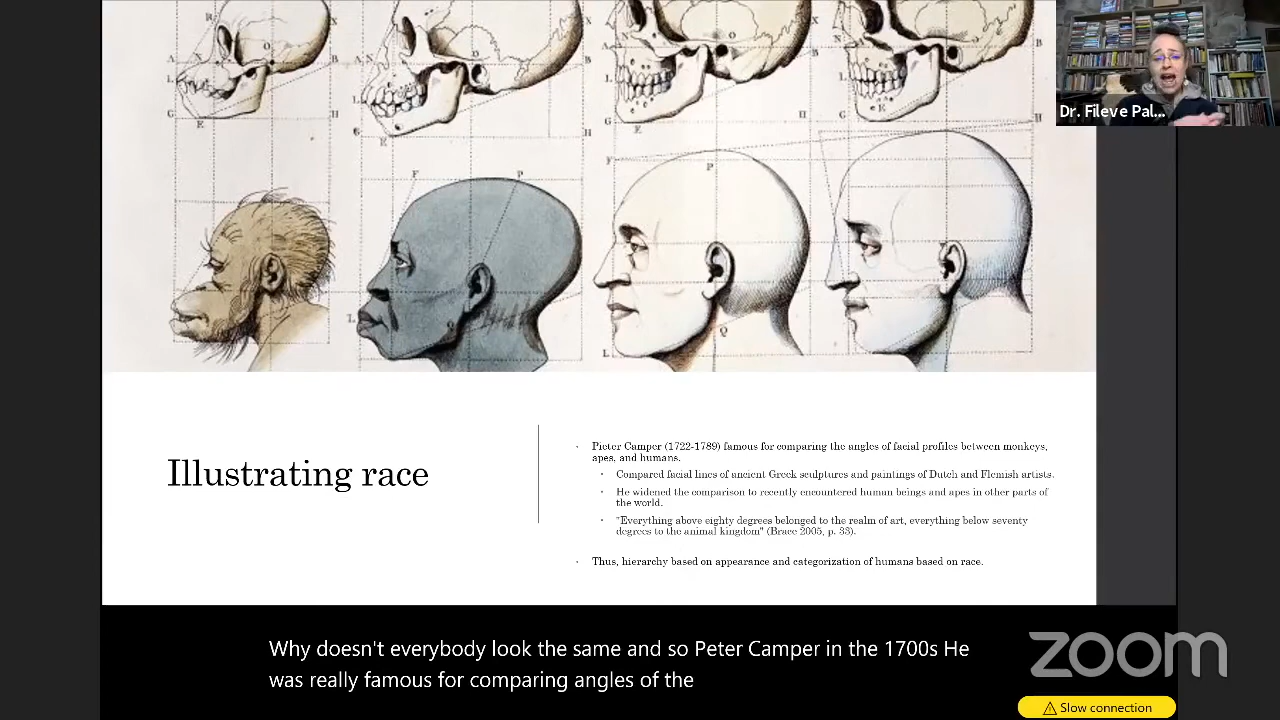 R X X X
A O B A N O B A O B A N O B
L L L L
G E H G E H G E H G E H
F P P
L Q L Q
Dr. Fileve Pal...
Illustrating race
Pieter Camper (1722-1789) famous for comparing the angles of facial profiles between monkeys,
apes, and humans.
Compared facial lines of ancient Greek sculptures and paintings of Dutch and Flemish artists.
He widened the comparison to recently encountered human beings and apes in other parts of
the world.
"Everything above eighty degrees belonged to the realm of art, everything below seventy
degrees to the animal kingdom" (Brace 2005, p. 33).
Thus, hierarchy based on appearance and categorization of humans based on race.
Why doesn't everybody look the same and so Peter Camper in the 1700s He
was really famous for comparing angles of the
zoom
Slow connection